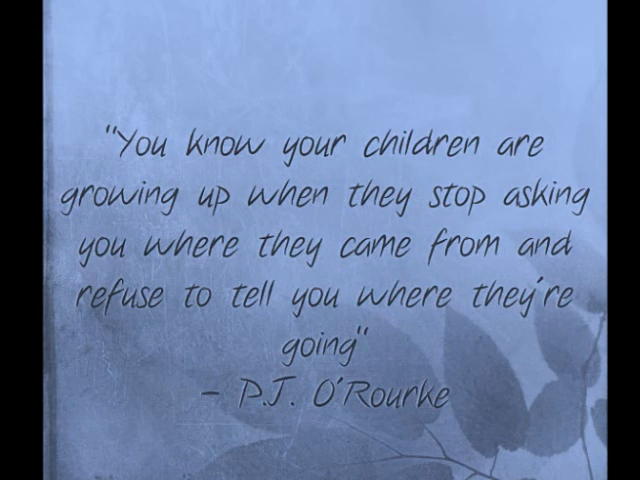 "You know your children are
growing up when they stop asking
you where they came from and
refuse to tell you where they're
going"
- P.J. O'Rourke